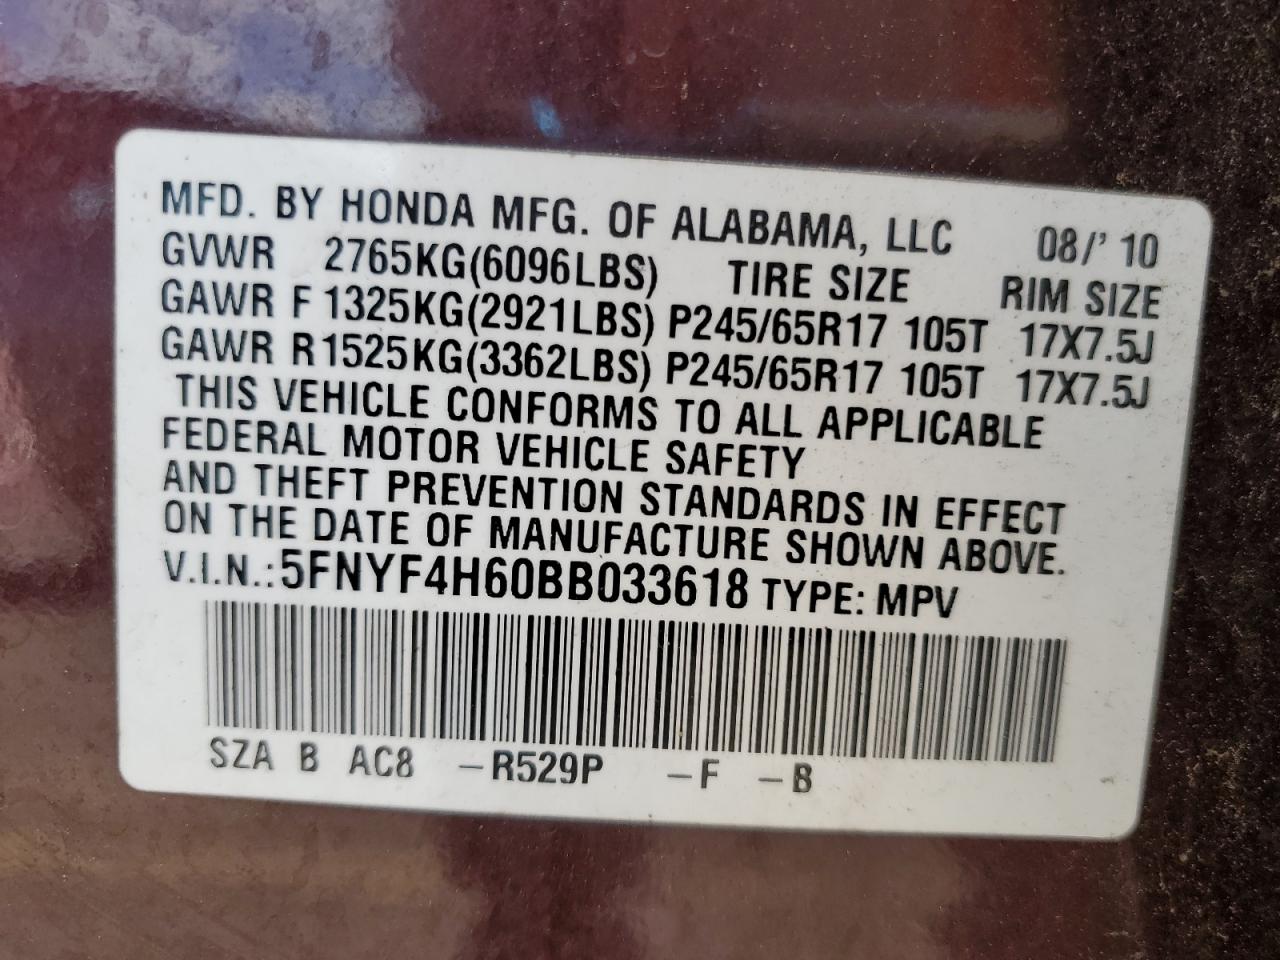 MFD. BY HONDA MFG. OF ALABAMA, LLC 08/' 10
GVWR 2765KG(6096LBS) TIRE SIZE RIM SIZE
GAWR F 1325KG(2921LBS) P245/65R17 105T 17X7.5J
GAWR R1525KG(3362LBS) P245/65R17 105T 17X7.5J
THIS VEHICLE CONFORMS TO ALL APPLICABLE
FEDERAL MOTOR VEHICLE SAFETY
AND THEFT PREVENTION STANDARDS IN EFFECT
ON THE DATE OF MANUFACTURE SHOWN ABOVE.
V.I.N.:5FNYF4H60BB033618 TYPE: MPV
SZA B AC8 -R529P -F -B